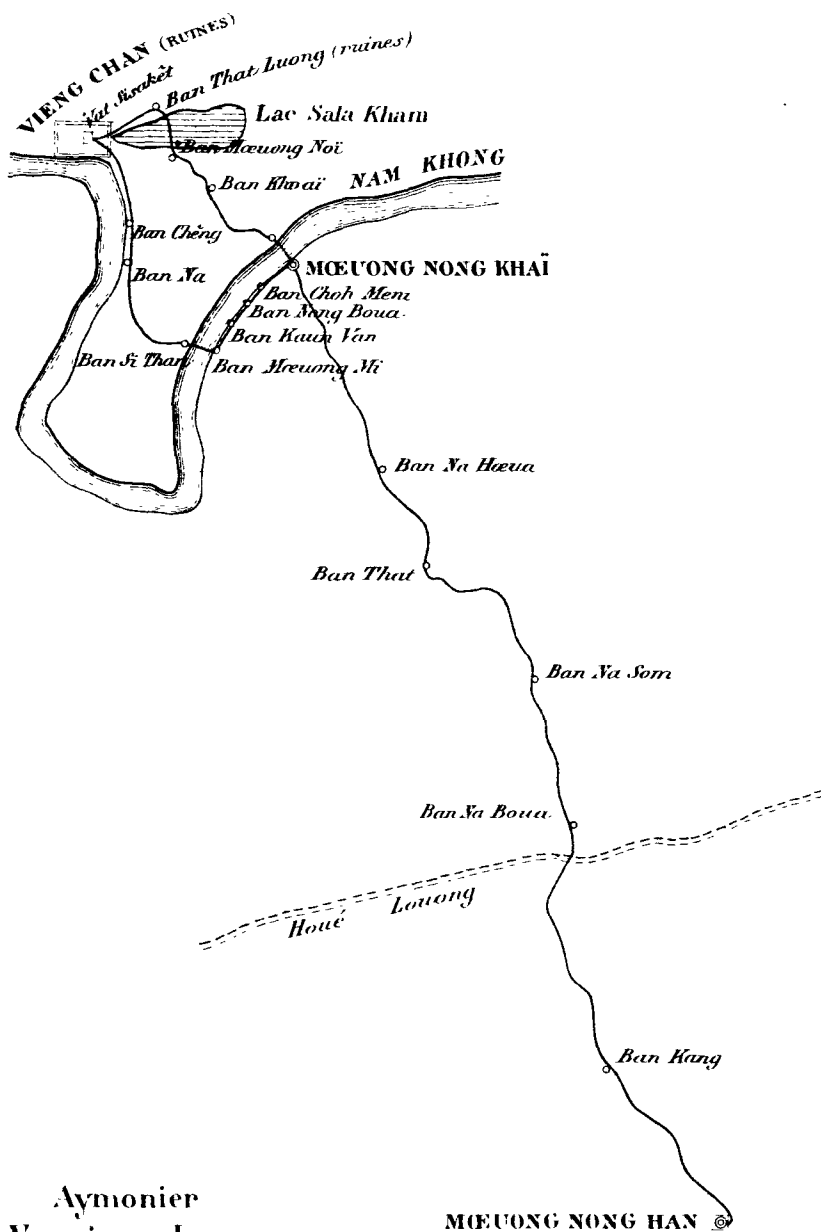 VIENG CHAN (RUINES)
Vat Sisakèt
Ban That Luong (ruines)
Lac Sala Kham
Ban Mœuong Noï
Ban Khoaï
NAM KHONG
Ban Chèng
MŒUONG NONG KHAÏ
Ban Na
Ban Choh Mem
Ban Nong Boua
Ban Kaun Van
Ban Si Than
Ban Mœuong Mi
Ban Na Hœua
Ban That
Ban Na Som
Ban Na Boua
Houé Louong
Ban Kang
Aymonier
MŒUONG NONG HAN